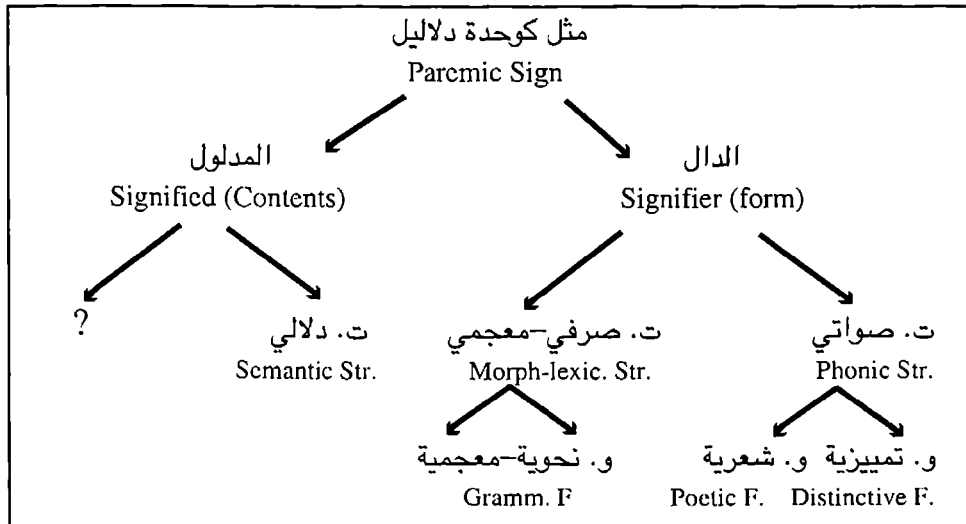 مثل كوحدة دلاليل
Paremic Sign
الدال
Signifier (form)
المدلول
Signified (Contents)
ت. صواتي
Phonic Str.
ت. صرفي-معجمي
Morph-lexic. Str.
ت. دلالي
Semantic Str.
?
و. تمييزية
Distinctive F.
و. شعرية
Poetic F.
و. نحوية-معجمية
Gramm. F